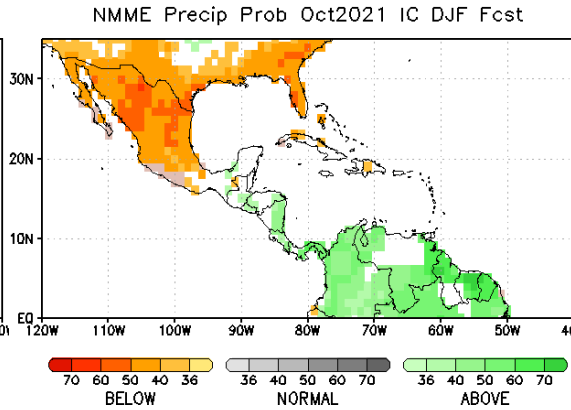 NMME Precip Prob Oct2021 IC DJF Fcst
30N
20N
10N
EQ
120W 110W 100W 90W 80W 70W 60W 50W 40W
70 60 50 40 36 36 40 50 60 70 36 40 50 60 70
BELOW NORMAL ABOVE